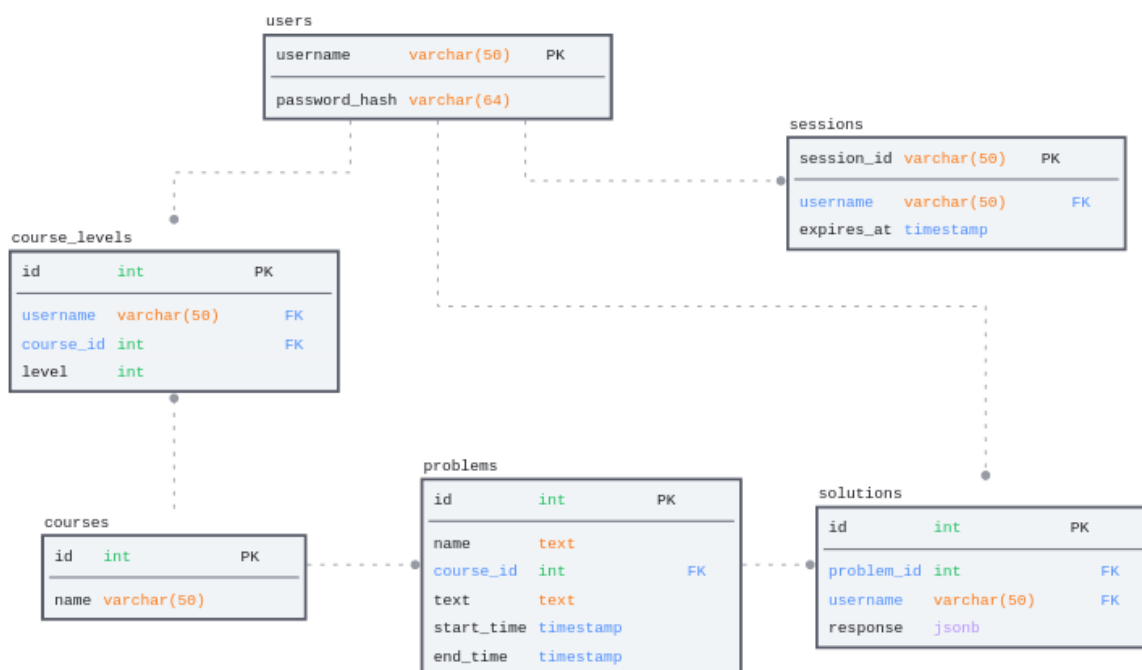 users
username varchar(50) PK
password_hash varchar(64)
sessions
session_id varchar(50) PK
username varchar(50) FK
expires_at timestamp
course_levels
id int PK
username varchar(50) FK
course_id int FK
level int
courses
id int PK
name varchar(50)
problems
id int PK
name text
course_id int FK
text text
start_time timestamp
end_time timestamp
solutions
id int PK
problem_id int FK
username varchar(50) FK
response jsonb